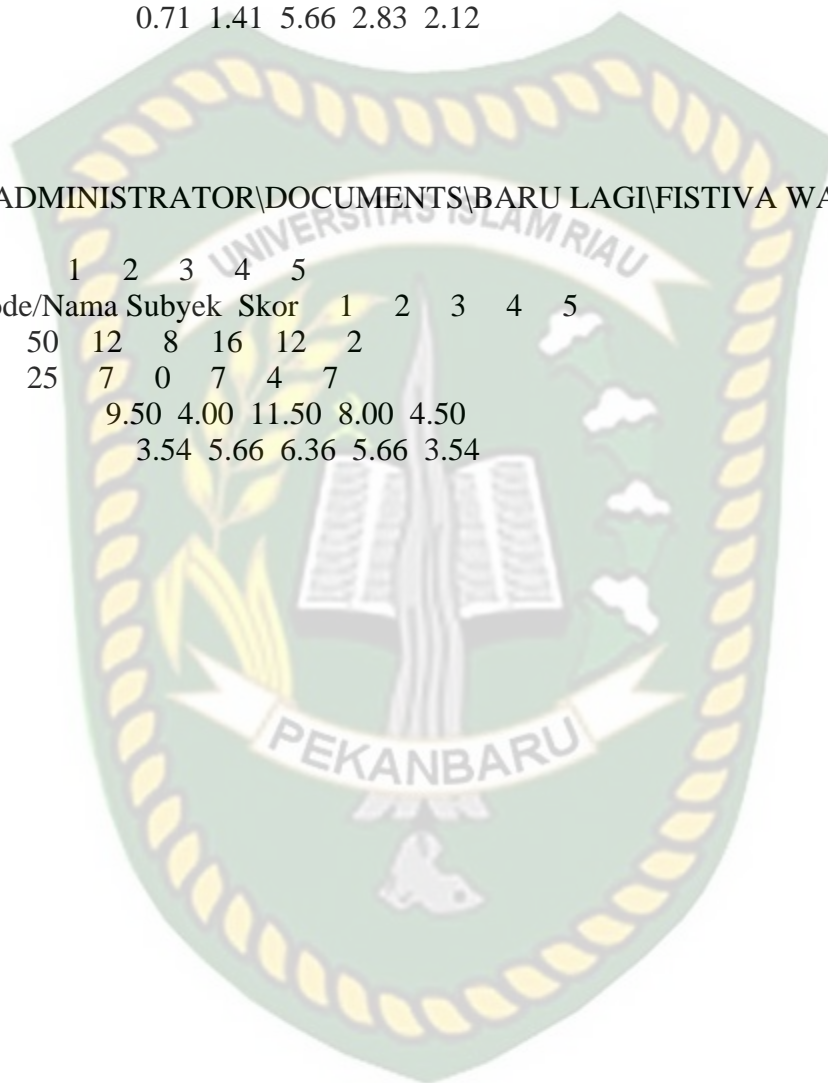 0.71 1.41 5.66 2.83 2.12
ADMINISTRATOR\DOCUMENTS\BARU LAGI\FISTIVA WA
UNIVERSITAS ISLAM RIAU
1 2 3 4 5
ode/Nama Subyek Skor 1 2 3 4 5
50 12 8 16 12 2
25 7 0 7 4 7
9.50 4.00 11.50 8.00 4.50
3.54 5.66 6.36 5.66 3.54
PEKANBARU